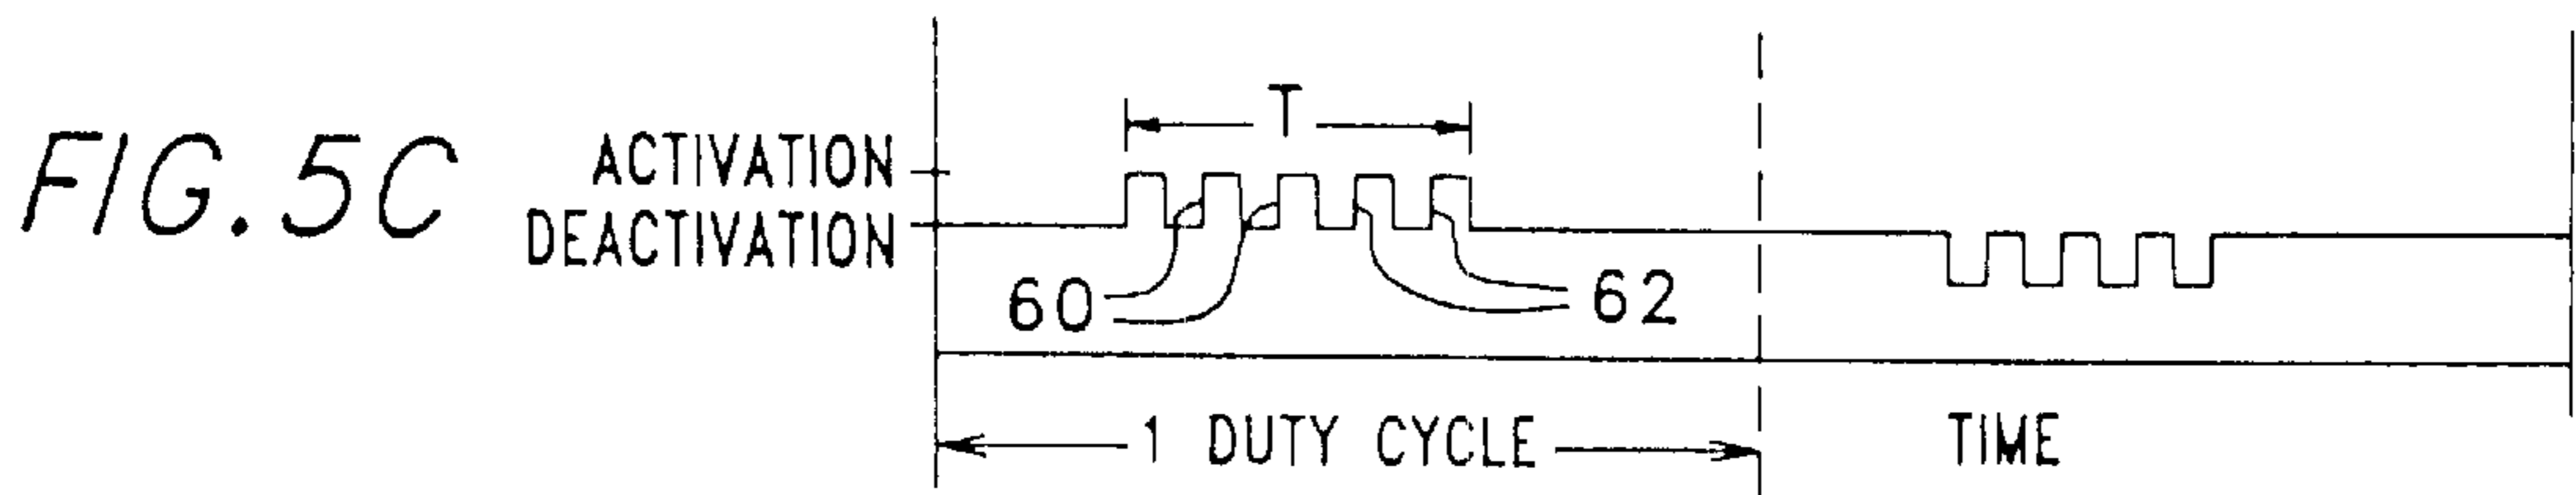 FIG. 5C
T
ACTIVATION
DEACTIVATION
60
62
1 DUTY CYCLE
TIME